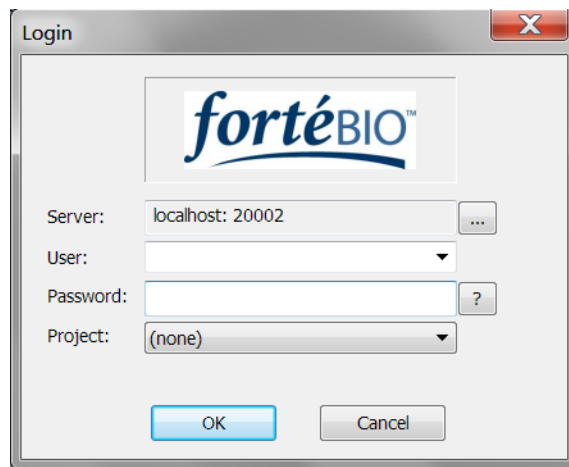 Login
X
fortéBIO™
Server: localhost: 20002 ...
User:
Password: ?
Project: (none)
OK Cancel